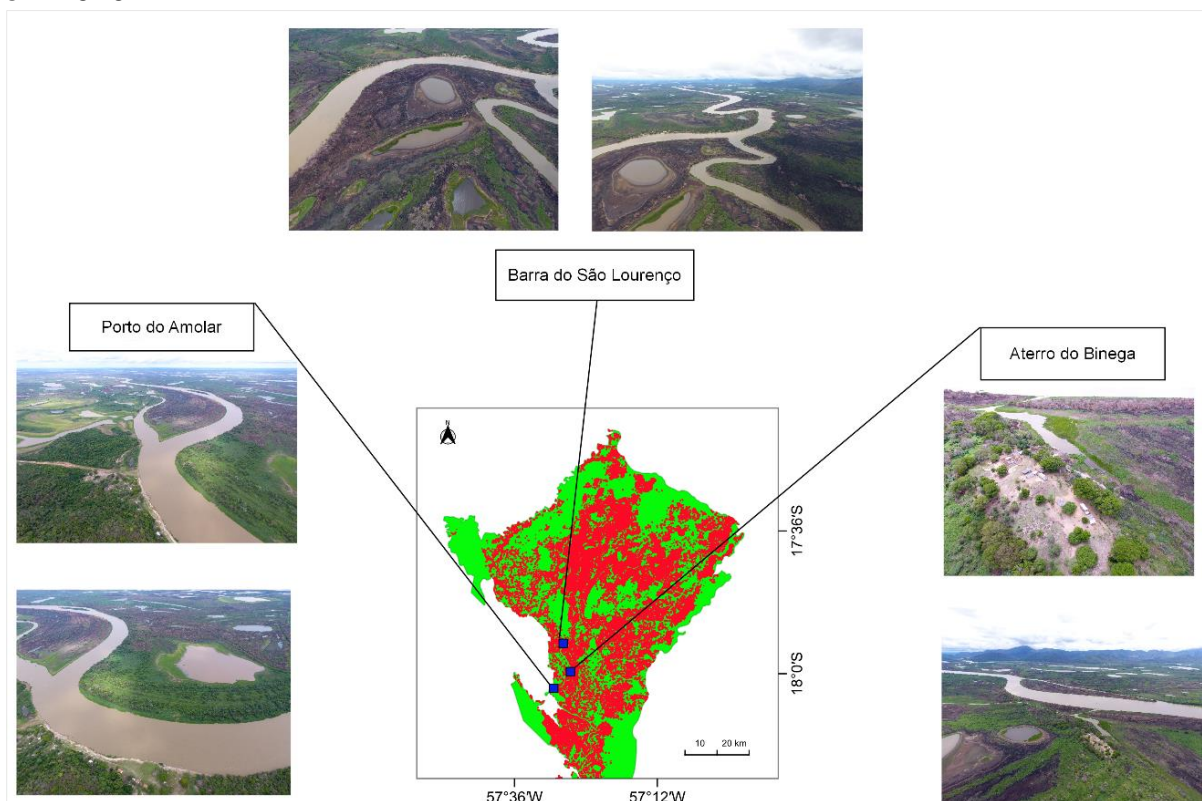 Barra do São Lourenço
Porto do Amolar
Aterro do Binega
N
17°36'S
18°0'S
10 20 km
57°36'W 57°12'W